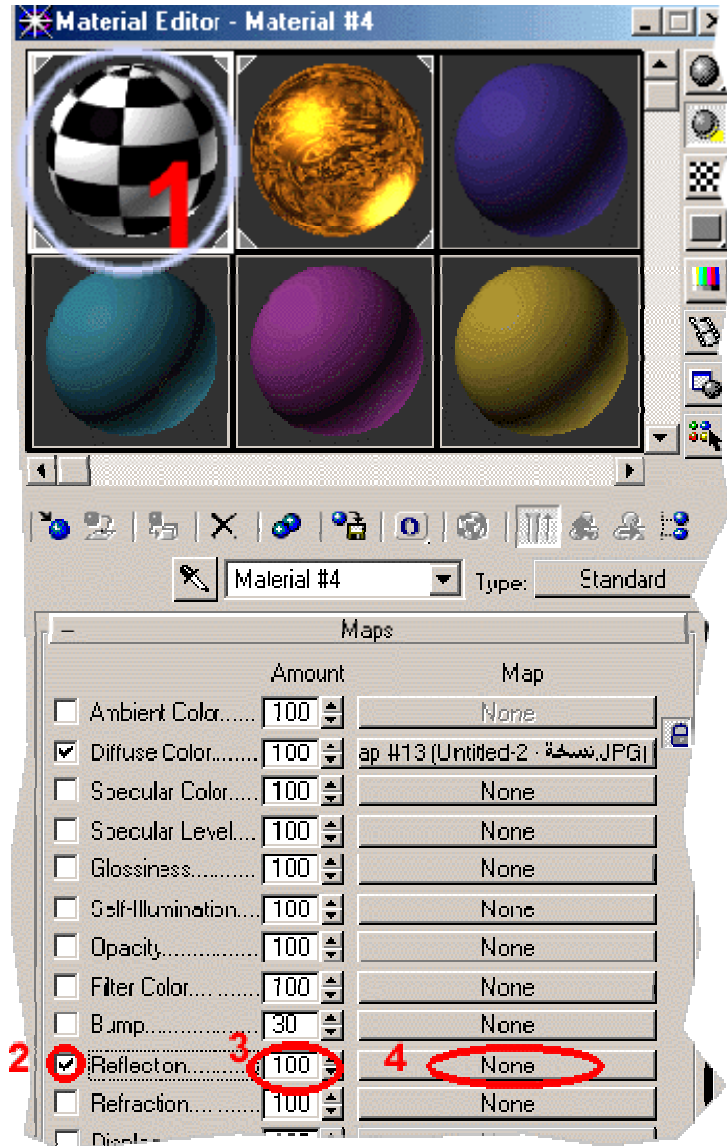 Material Editor - Material #4
1
Material #4 Type: Standard
Maps
Amount Map
Ambient Color...... 100 None
Diffuse Color........ 100 ap #13 (Untitled-2 - نسخة.JPG)
Specular Color..... 100 None
Specular Level.... 100 None
Glossiness........... 100 None
Self-Illumination.... 100 None
Opacity................ 100 None
Filter Color.... ....... 100 None
Bump.................. 30 None
2 Reflection........... 3 100 4 None
Refraction.... ....... 100 None